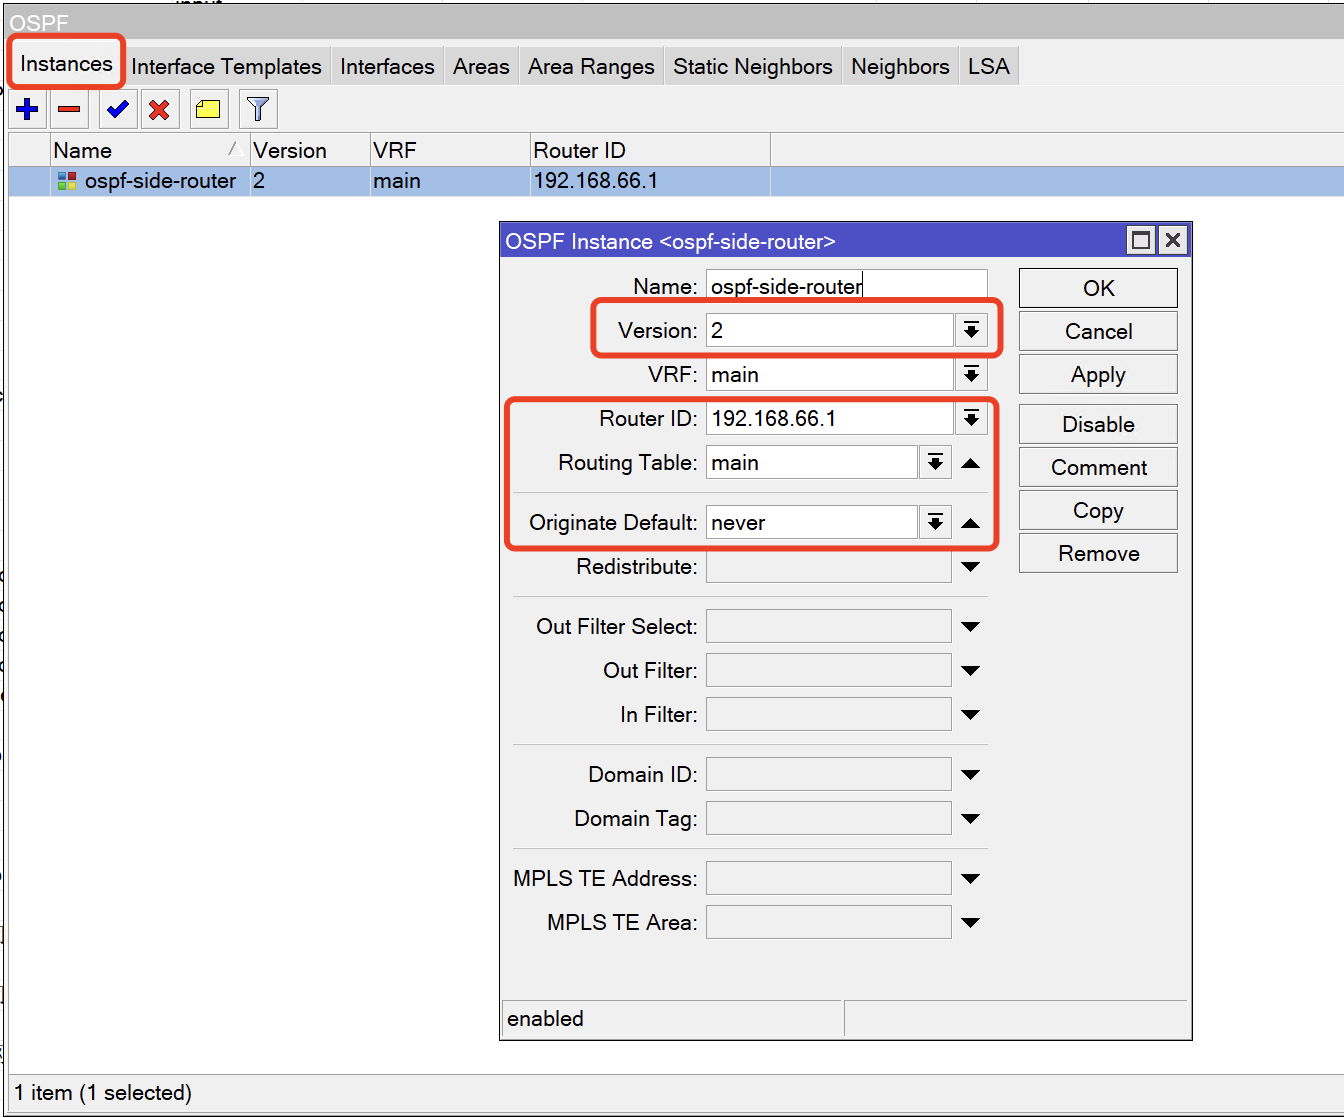 OSPF
Instances Interface Templates Interfaces Areas Area Ranges Static Neighbors Neighbors LSA
Name Version VRF Router ID
ospf-side-router 2 main 192.168.66.1
OSPF Instance <ospf-side-router>
Name: ospf-side-router OK
Version: 2 Cancel
VRF: main Apply
Router ID: 192.168.66.1 Disable
Routing Table: main Comment
Originate Default: never Copy
Redistribute: Remove
Out Filter Select:
Out Filter:
In Filter:
Domain ID:
Domain Tag:
MPLS TE Address:
MPLS TE Area:
enabled
1 item (1 selected)